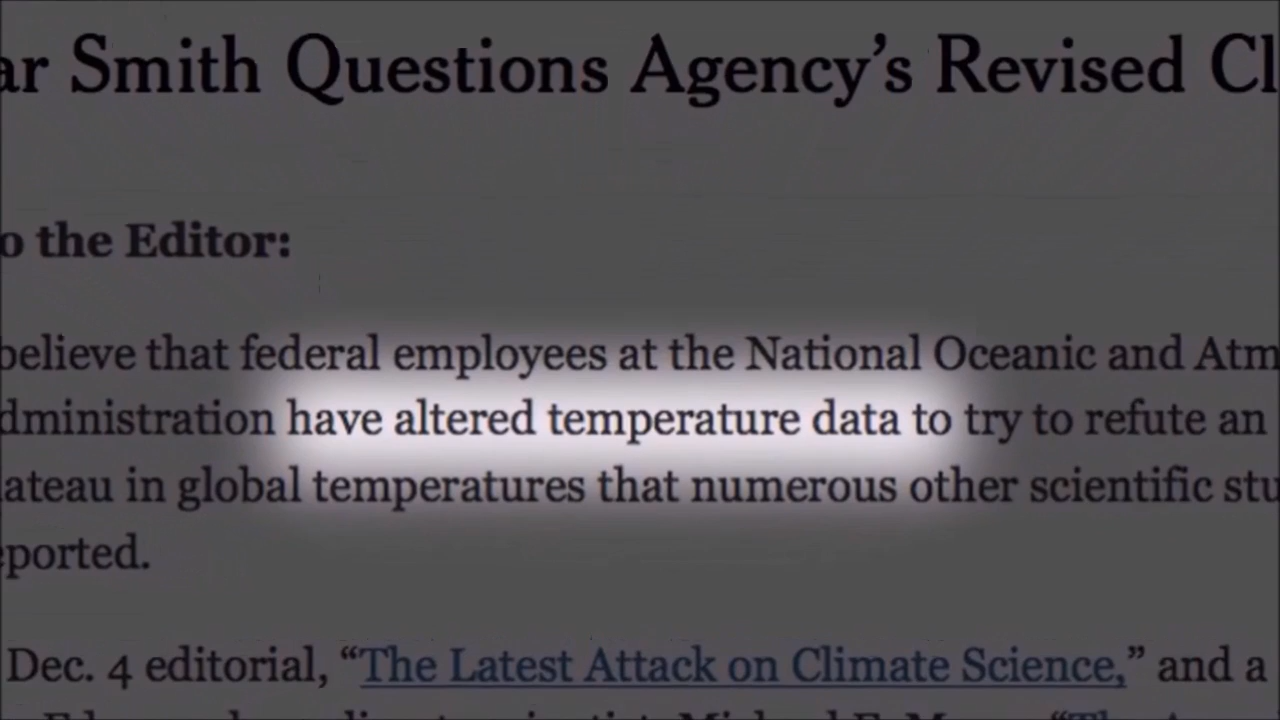 ar Smith Questions Agency’s Revised Cl
o the Editor:
believe that federal employees at the National Oceanic and Atm
dministration have altered temperature data to try to refute an
ateau in global temperatures that numerous other scientific stu
eported.
Dec. 4 editorial, “The Latest Attack on Climate Science,” and a